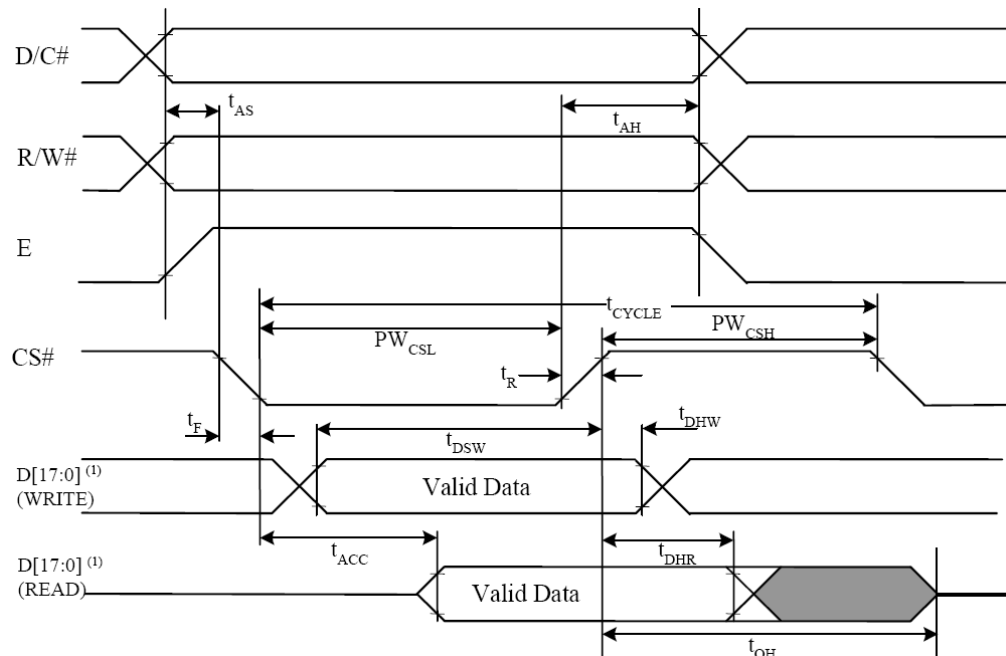 D/C#
t_AS
t_AH
R/W#
E
t_CYCLE
PW_CSL
PW_CSH
CS#
t_R
t_F
t_DSW
t_DHW
D[17:0] (1)
(WRITE)
Valid Data
t_ACC
t_DHR
D[17:0] (1)
(READ)
Valid Data
t_OH